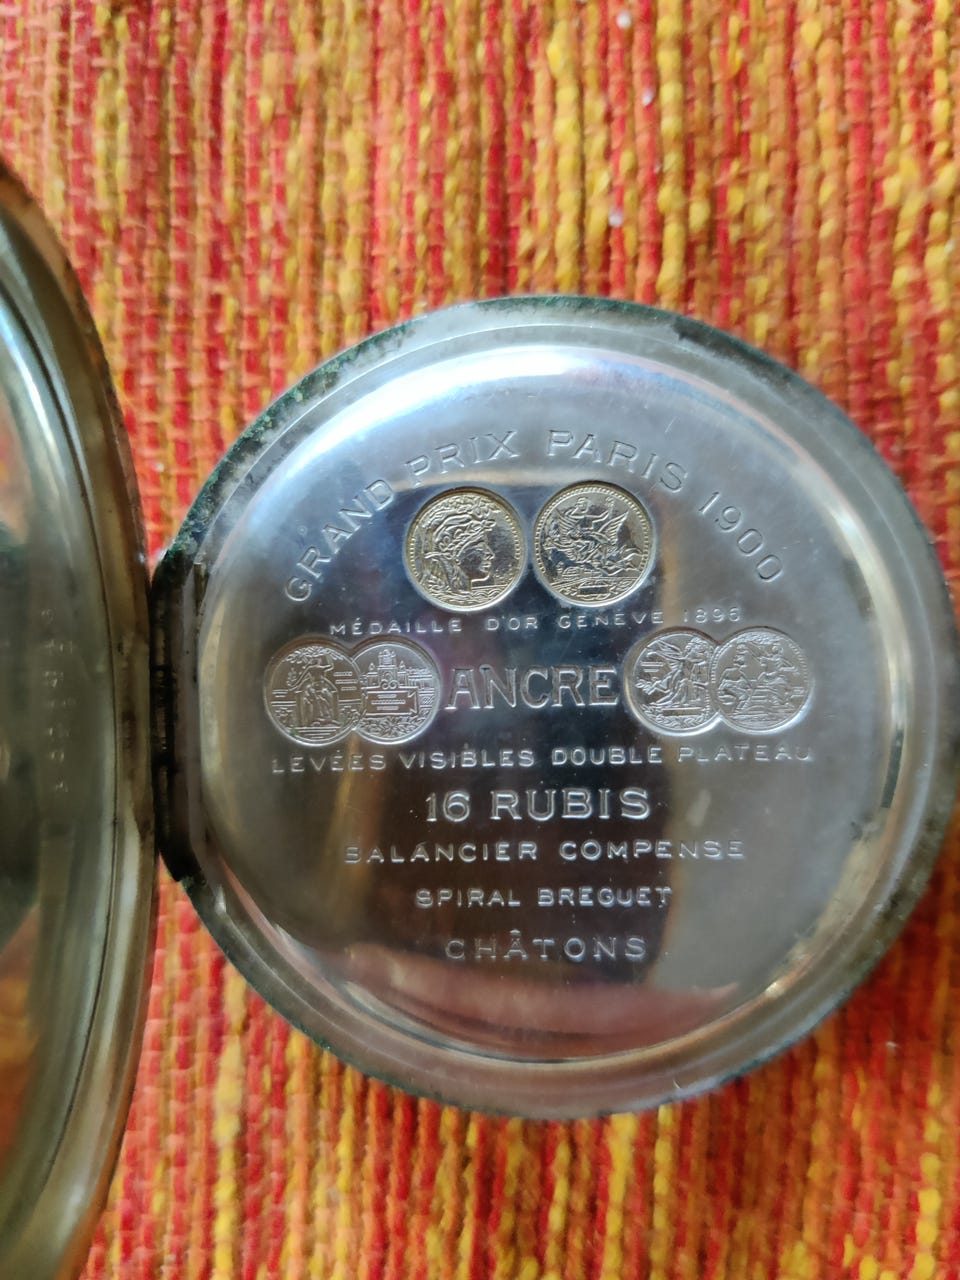 GRAND PRIX PARIS 1900
MÉDAILLE D'OR GENEVE 1896
ANCRE
LEVÉES VISIBLES DOUBLE PLATEAU
16 RUBIS
BALANCIER COMPENSE
SPIRAL BREGUET
CHÂTONS